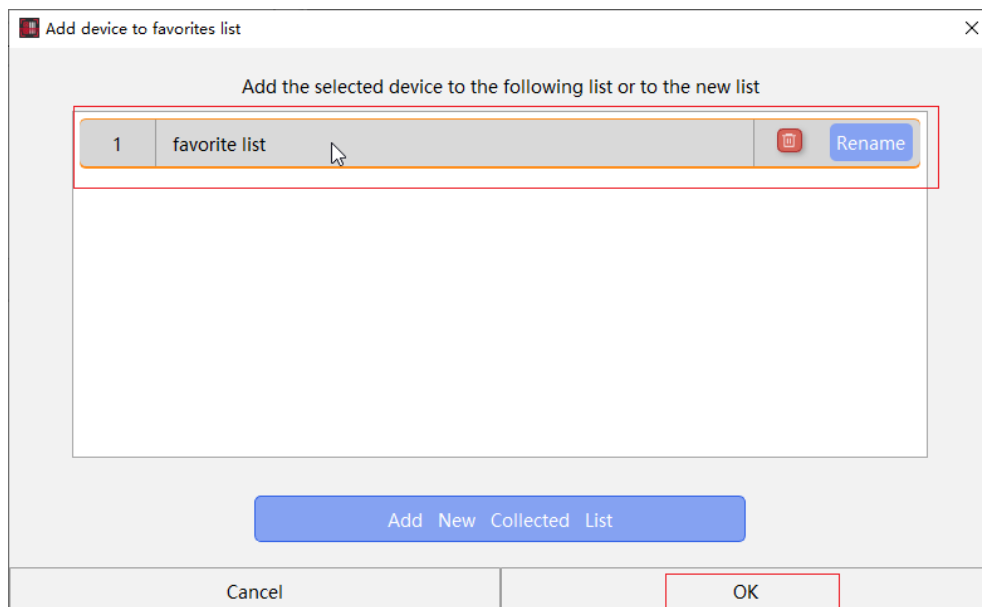 Add device to favorites list
Add the selected device to the following list or to the new list
1 favorite list Rename
Add New Collected List
Cancel OK